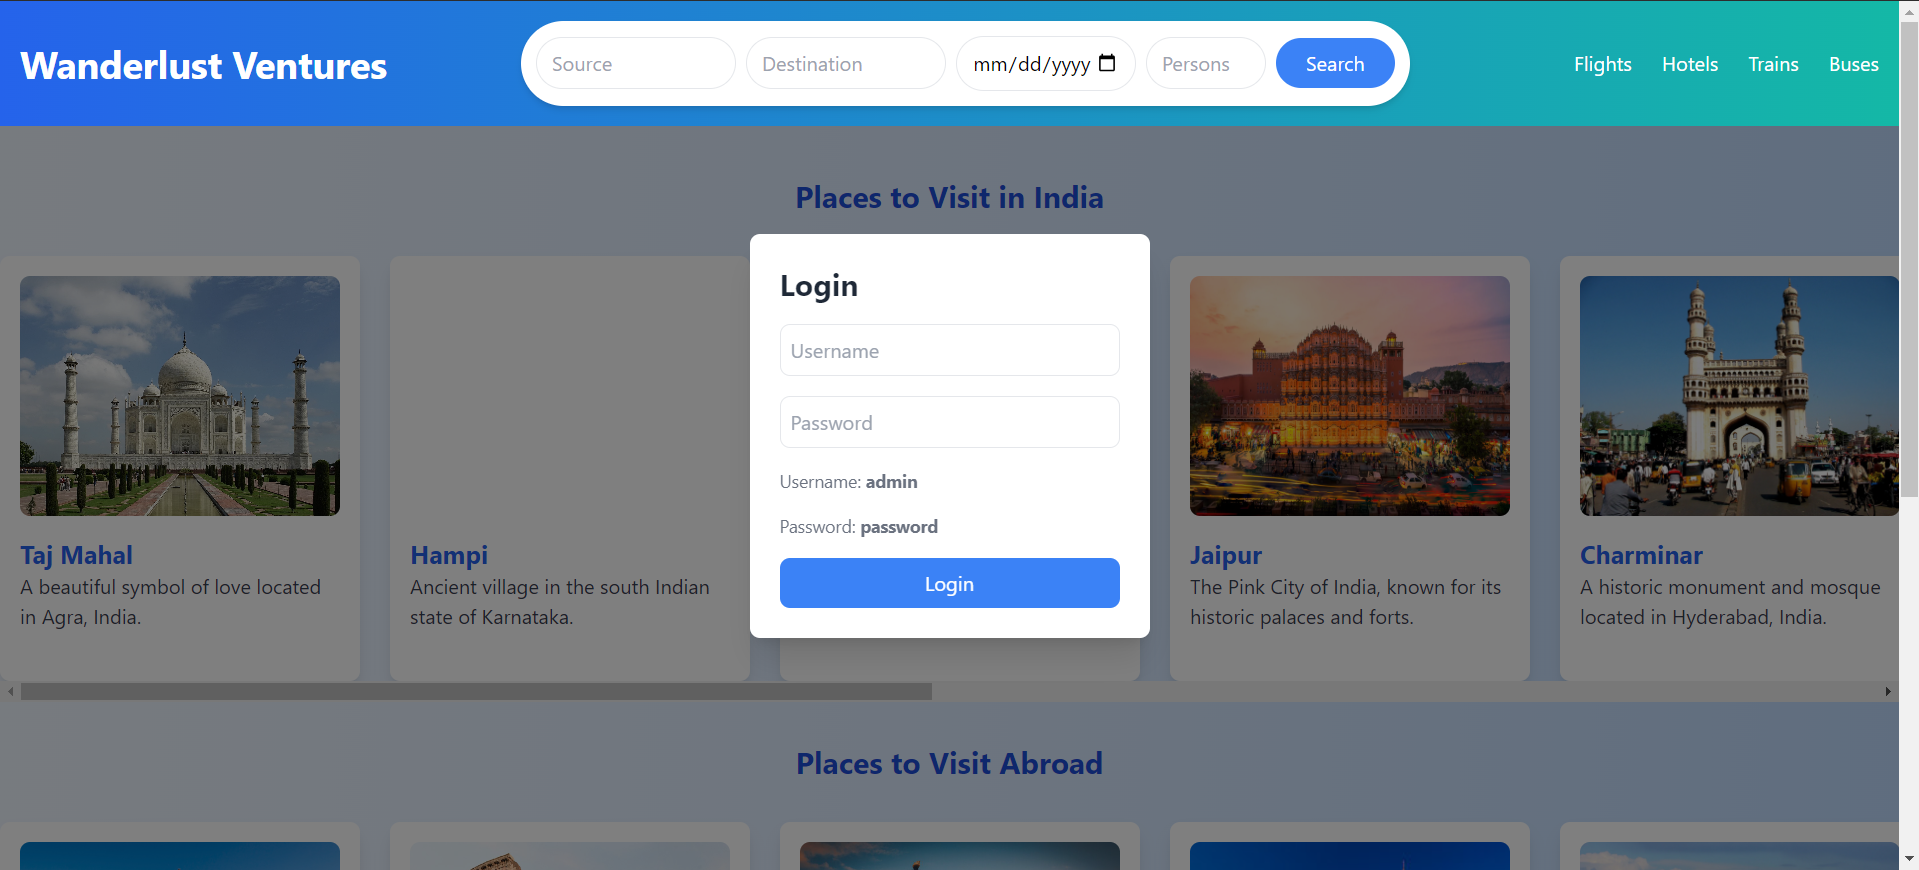 Wanderlust Ventures
Source
Destination
mm/dd/yyyy
Persons
Search
Flights
Hotels
Trains
Buses
Places to Visit in India
Login
Username
Password
Username: admin
Password: password
Login
Taj Mahal
A beautiful symbol of love located
in Agra, India.
Hampi
Ancient village in the south Indian
state of Karnataka.
Jaipur
The Pink City of India, known for its
historic palaces and forts.
Charminar
A historic monument and mosque
located in Hyderabad, India.
Places to Visit Abroad